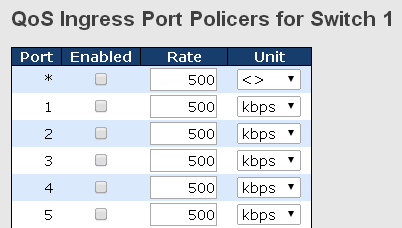 QoS Ingress Port Policers for Switch 1
Port Enabled Rate Unit
* 500 <>
1 500 kbps
2 500 kbps
3 500 kbps
4 500 kbps
5 500 kbps